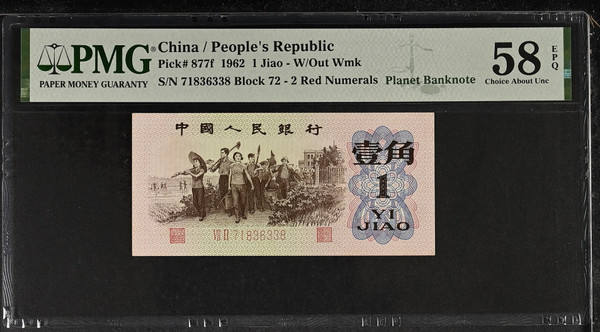 PMG®
PAPER MONEY GUARANTY
China / People's Republic
Pick# 877f 1962 1 Jiao - W/Out Wmk
S/N 71836338 Block 72 - 2 Red Numerals Planet Banknote
58 EPQ
Choice About Unc
中國人民銀行
壹角
1
YI
JIAO
VII II 71836338